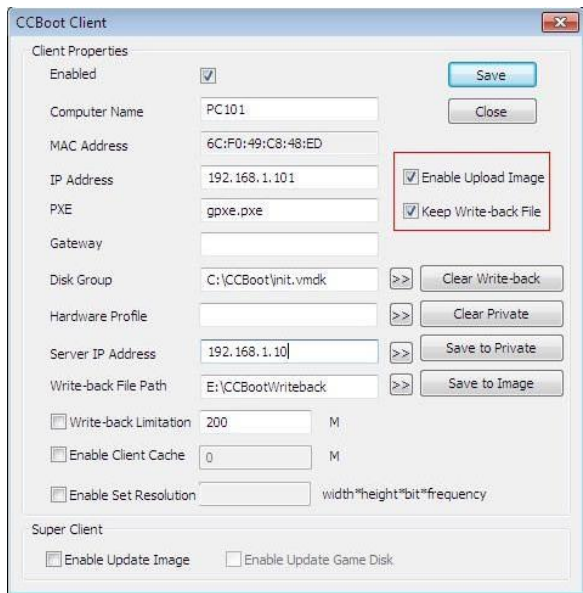 CCBoot Client
Client Properties
Enabled
Save
Computer Name PC101
Close
MAC Address 6C:F0:49:C8:48:ED
IP Address 192.168.1.101 Enable Upload Image
PXE gpxe.pxe Keep Write-back File
Gateway
Disk Group C:\CCBoot\init.vmdk >> Clear Write-back
Hardware Profile >> Clear Private
Server IP Address 192.168.1.10 >> Save to Private
Write-back File Path E:\CCBootWriteback >> Save to Image
Write-back Limitation 200 M
Enable Client Cache 0 M
Enable Set Resolution width*height*bit*frequency
Super Client
Enable Update Image Enable Update Game Disk